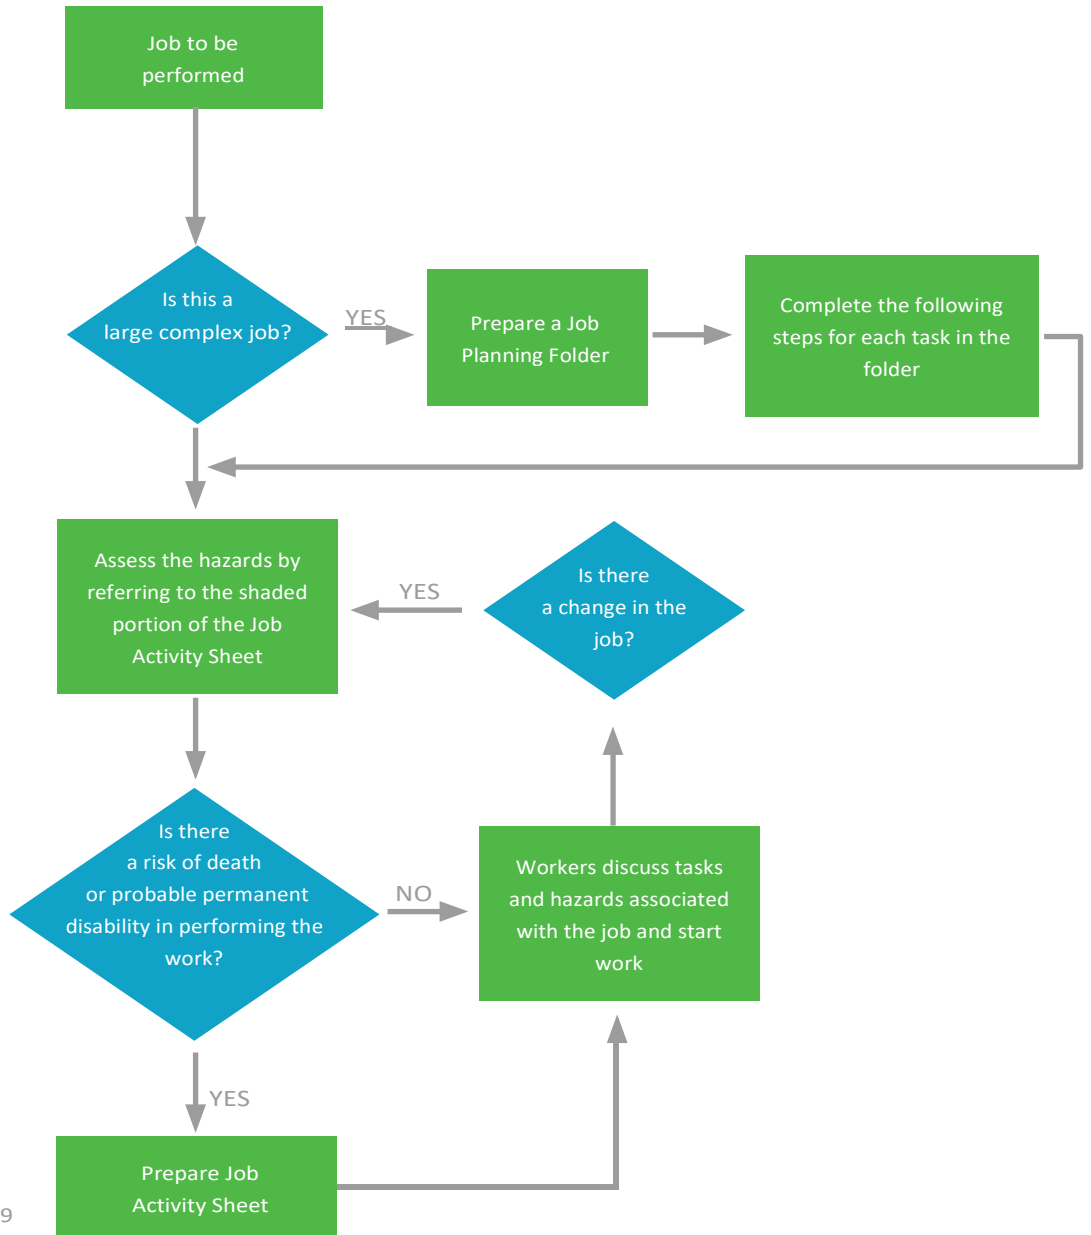 Job to be
performed
Is this a
large complex job?
YES
Prepare a Job
Planning Folder
Complete the following
steps for each task in the
folder
Assess the hazards by
referring to the shaded
portion of the Job
Activity Sheet
YES
Is there
a change in the
job?
Is there
a risk of death
or probable permanent
disability in performing the
work?
NO
Workers discuss tasks
and hazards associated
with the job and start
work
YES
Prepare Job
Activity Sheet
9